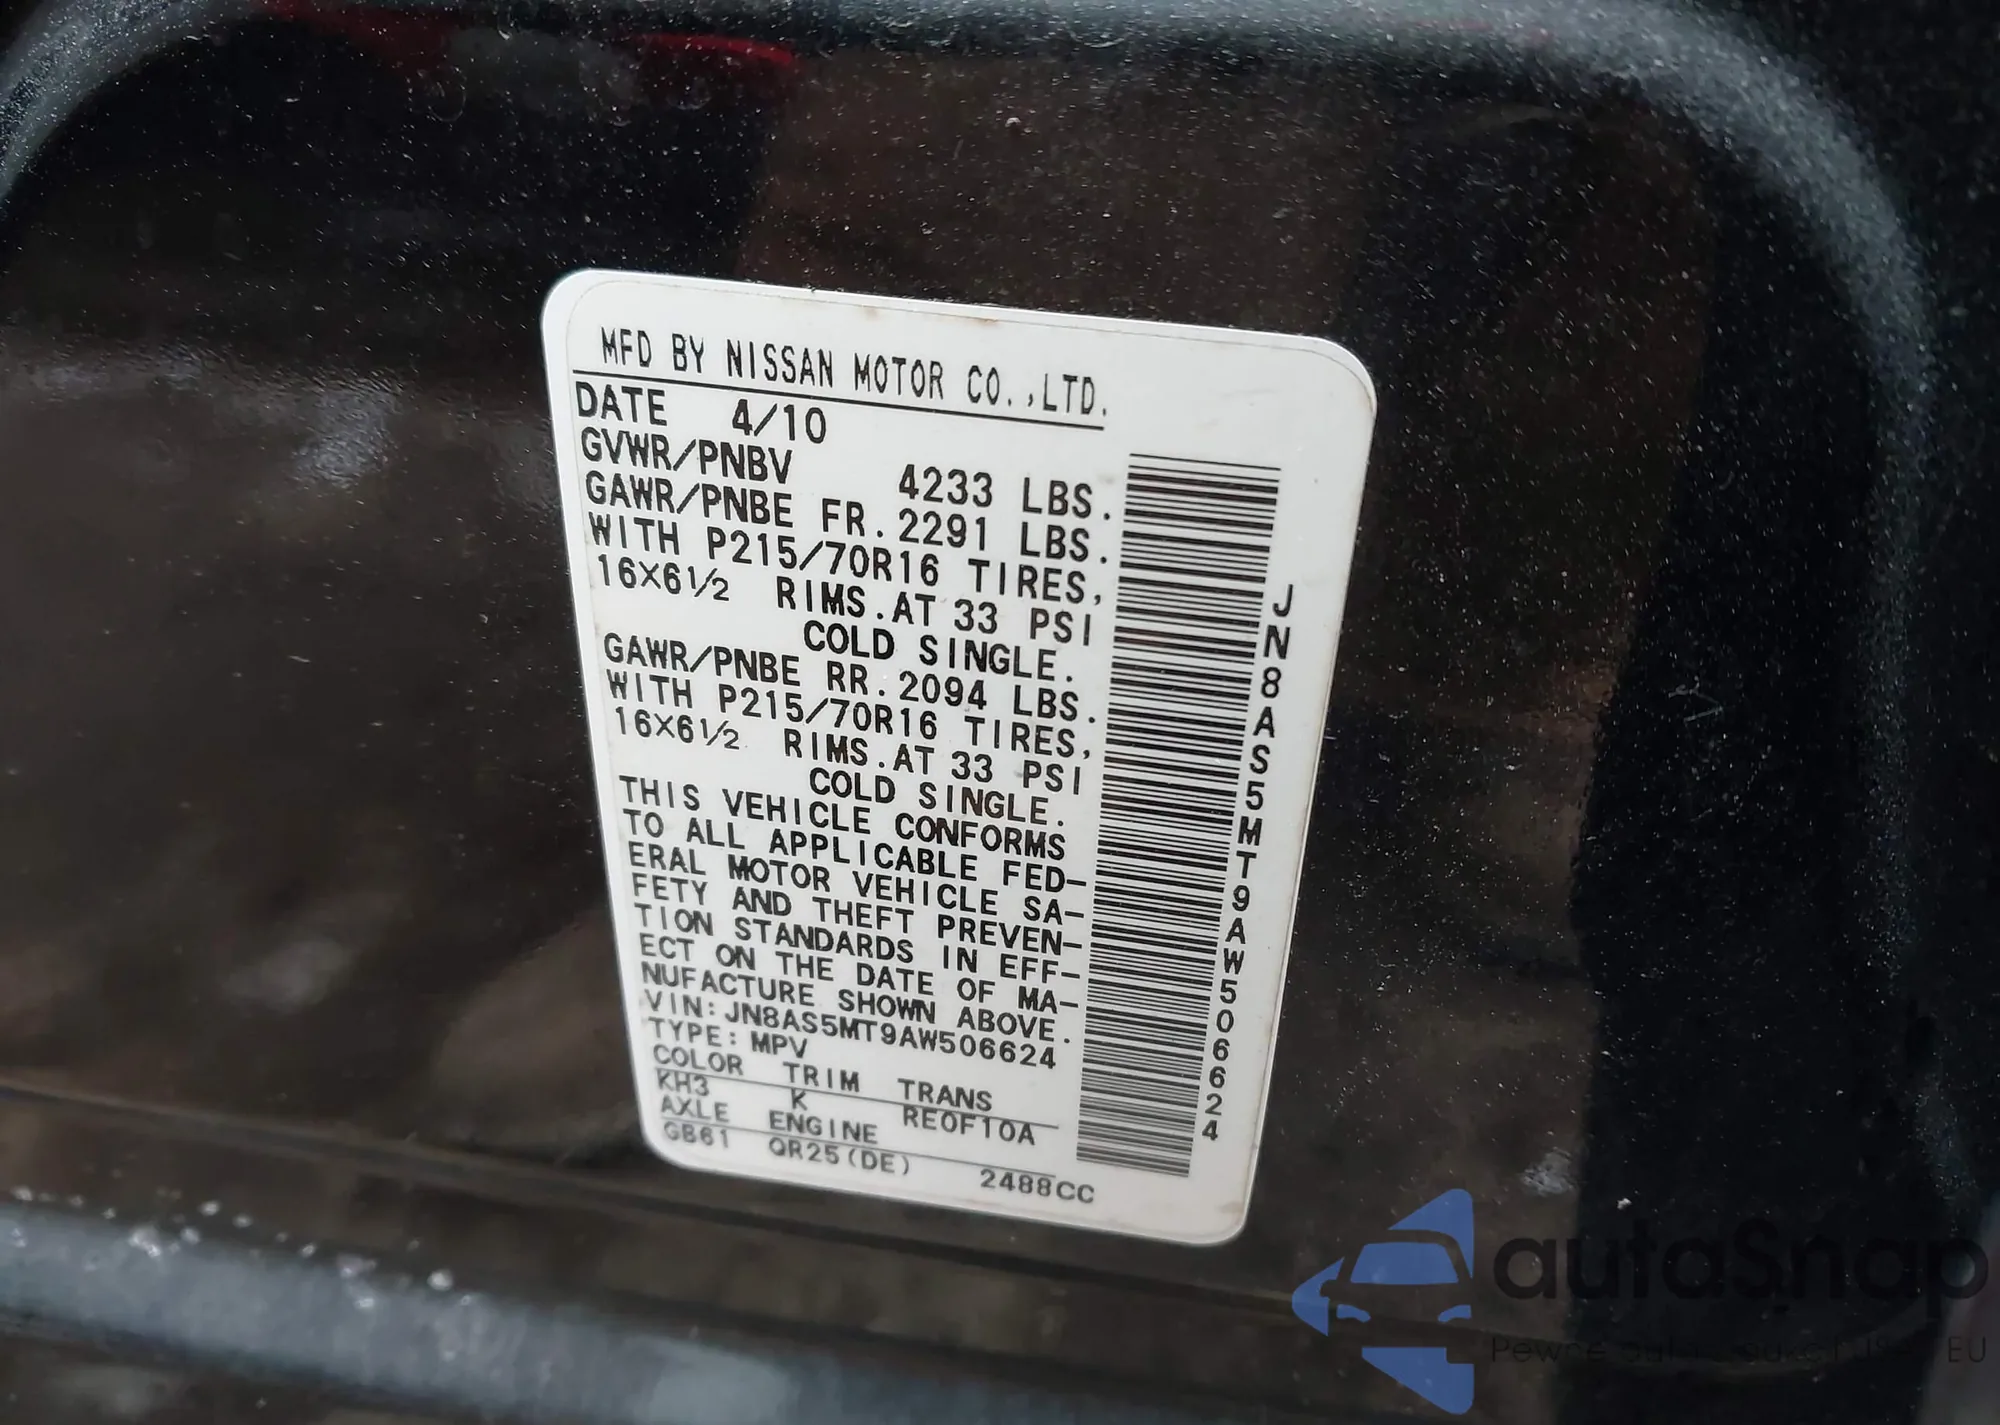 MFD BY NISSAN MOTOR CO.,LTD.
DATE 4/10
GVWR/PNBV 4233 LBS.
GAWR/PNBE FR.2291 LBS.
WITH P215/70R16 TIRES,
16X6½ RIMS.AT 33 PSI
COLD SINGLE.
GAWR/PNBE RR.2094 LBS.
WITH P215/70R16 TIRES,
16X6½ RIMS.AT 33 PSI
COLD SINGLE.
THIS VEHICLE CONFORMS
TO ALL APPLICABLE FED-
ERAL MOTOR VEHICLE SA-
FETY AND THEFT PREVEN-
TION STANDARDS IN EFF-
ECT ON THE DATE OF MA-
NUFACTURE SHOWN ABOVE.
VIN:JN8AS5MT9AW506624
TYPE:MPV
COLOR TRIM TRANS
KH3 K RE0F10A
AXLE ENGINE
GB61 QR25(DE) 2488CC
JN8AS5MT9AW506624
autaSnap
Pewne EU